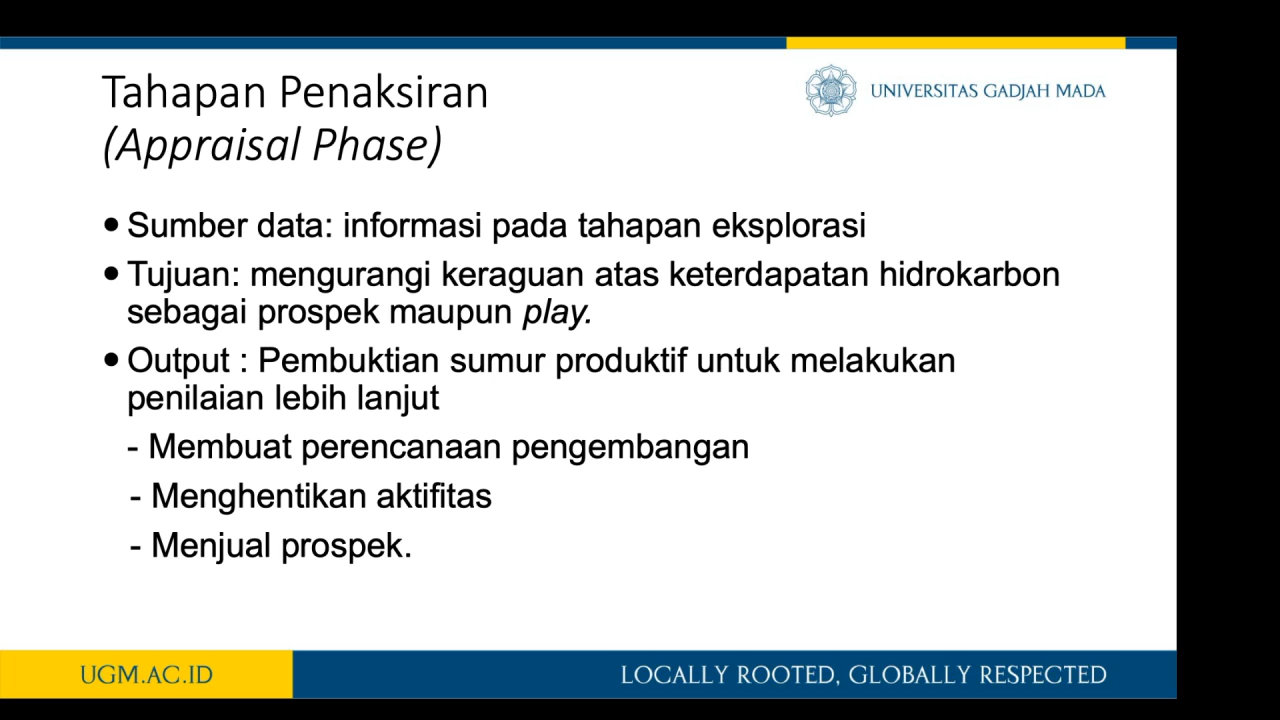 Tahapan Penaksiran
(Appraisal Phase)
UNIVERSITAS GADJAH MADA
• Sumber data: informasi pada tahapan eksplorasi
• Tujuan: mengurangi keraguan atas keterdapatan hidrokarbon
sebagai prospek maupun play.
• Output : Pembuktian sumur produktif untuk melakukan
penilaian lebih lanjut
- Membuat perencanaan pengembangan
- Menghentikan aktifitas
- Menjual prospek.
UGM.AC.ID
LOCALLY ROOTED, GLOBALLY RESPECTED